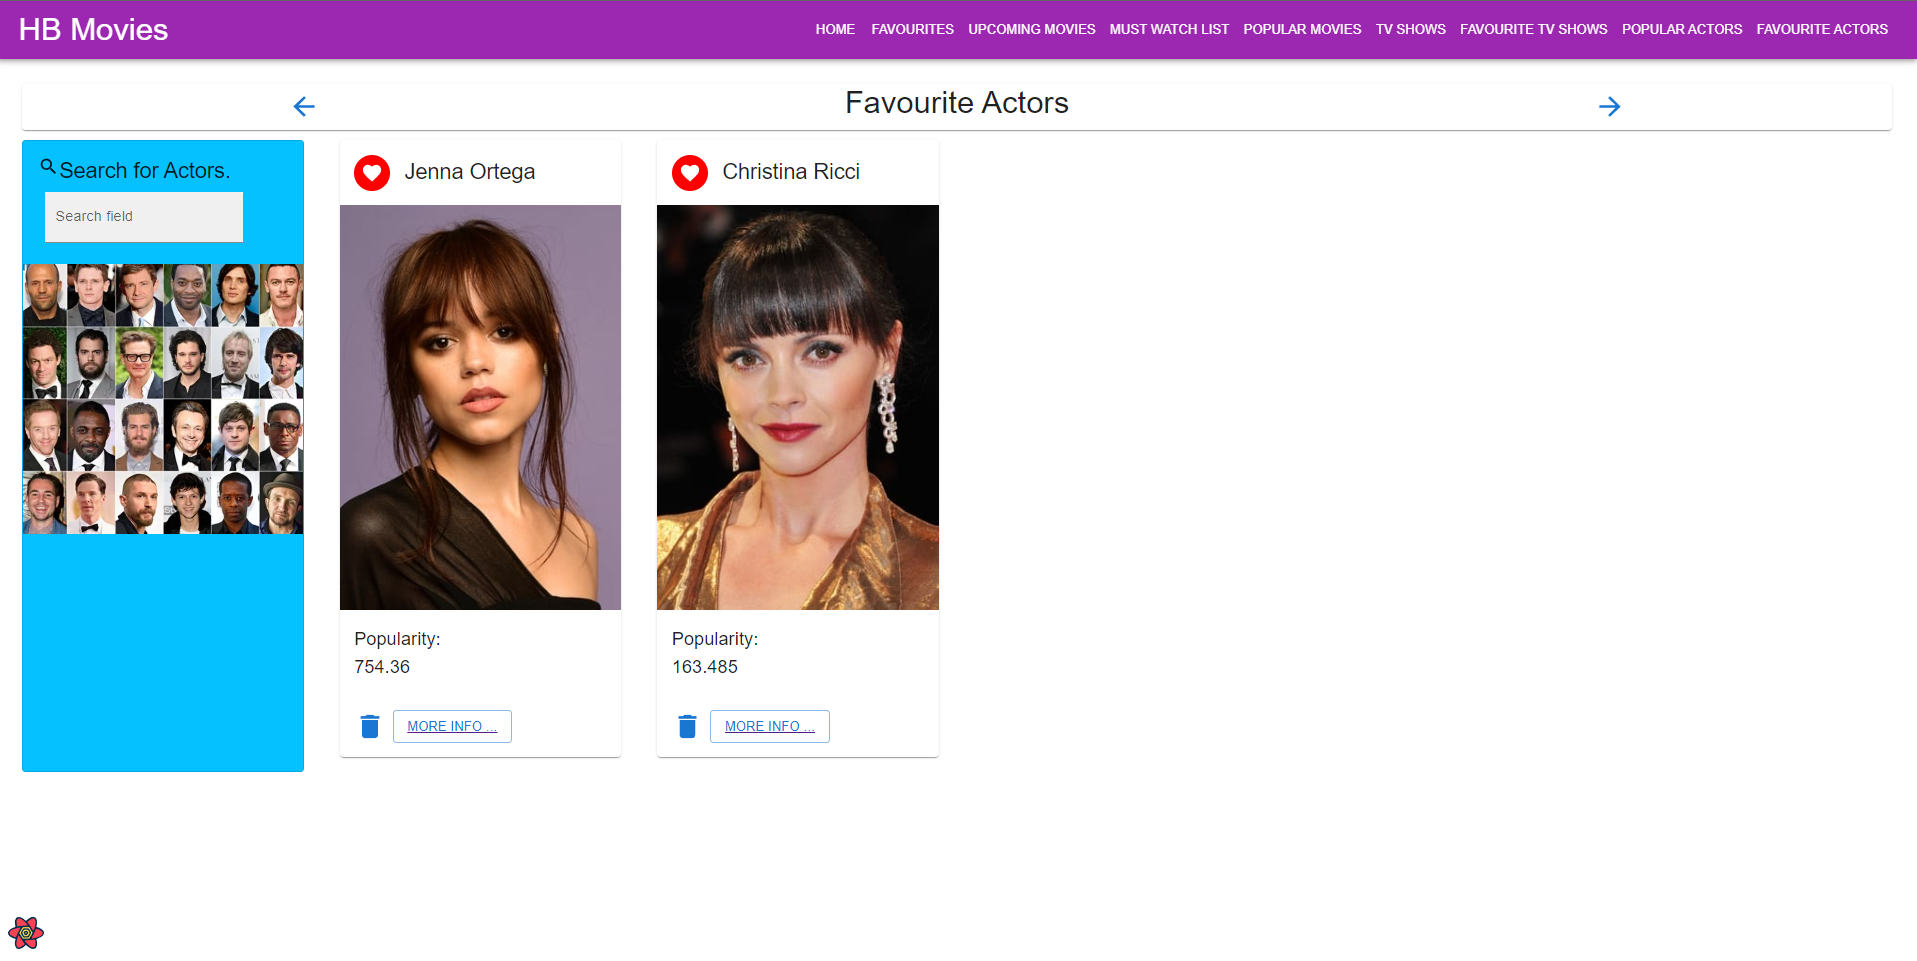 HB Movies
HOME FAVOURITES UPCOMING MOVIES MUST WATCH LIST POPULAR MOVIES TV SHOWS FAVOURITE TV SHOWS POPULAR ACTORS FAVOURITE ACTORS
Favourite Actors
Search for Actors.
Search field
Jenna Ortega
Popularity:
754.36
MORE INFO ...
Christina Ricci
Popularity:
163.485
MORE INFO ...